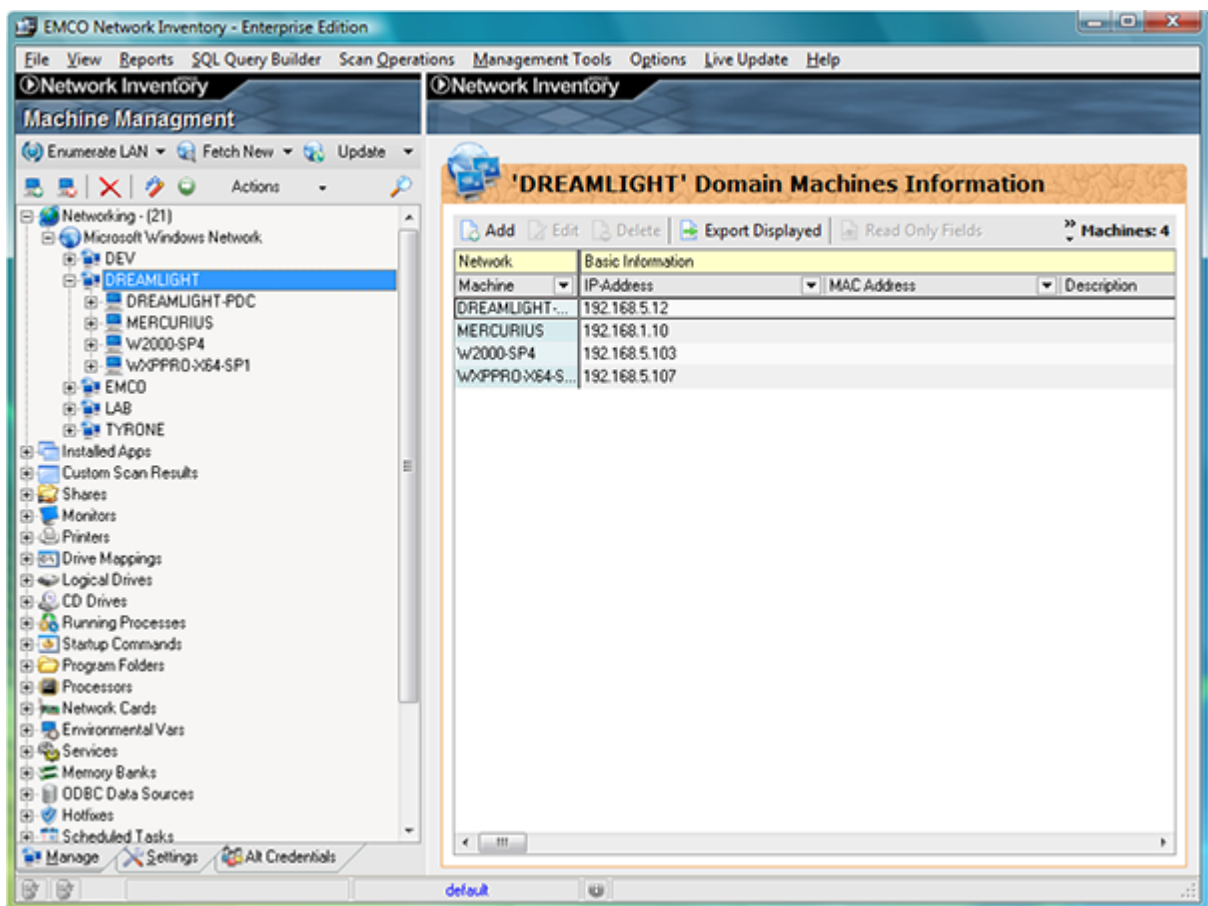 EMCO Network Inventory - Enterprise Edition
File View Reports SQL Query Builder Scan Operations Management Tools Options Live Update Help
Network Inventory
Machine Managment
Enumerate LAN Fetch New Update
Actions
Networking - (21)
Microsoft Windows Network
DEV
DREAMLIGHT
DREAMLIGHT-PDC
MERCURIUS
W2000-SP4
WXPPRO-X64-SP1
EMCO
LAB
TYRONE
Installed Apps
Custom Scan Results
Shares
Monitors
Printers
Drive Mappings
Logical Drives
CD Drives
Running Processes
Startup Commands
Program Folders
Processors
Network Cards
Environmental Vars
Services
Memory Banks
ODBC Data Sources
Hotfixes
Scheduled Tasks
Manage Settings Alt Credentials
Network Inventory
'DREAMLIGHT' Domain Machines Information
Add Edit Delete Export Displayed Read Only Fields Machines: 4
Network Basic Information
Machine IP-Address MAC Address Description
DREAMLIGHT-... 192.168.5.12
MERCURIUS 192.168.1.10
W2000-SP4 192.168.5.103
WXPPRO-X64-S... 192.168.5.107
default